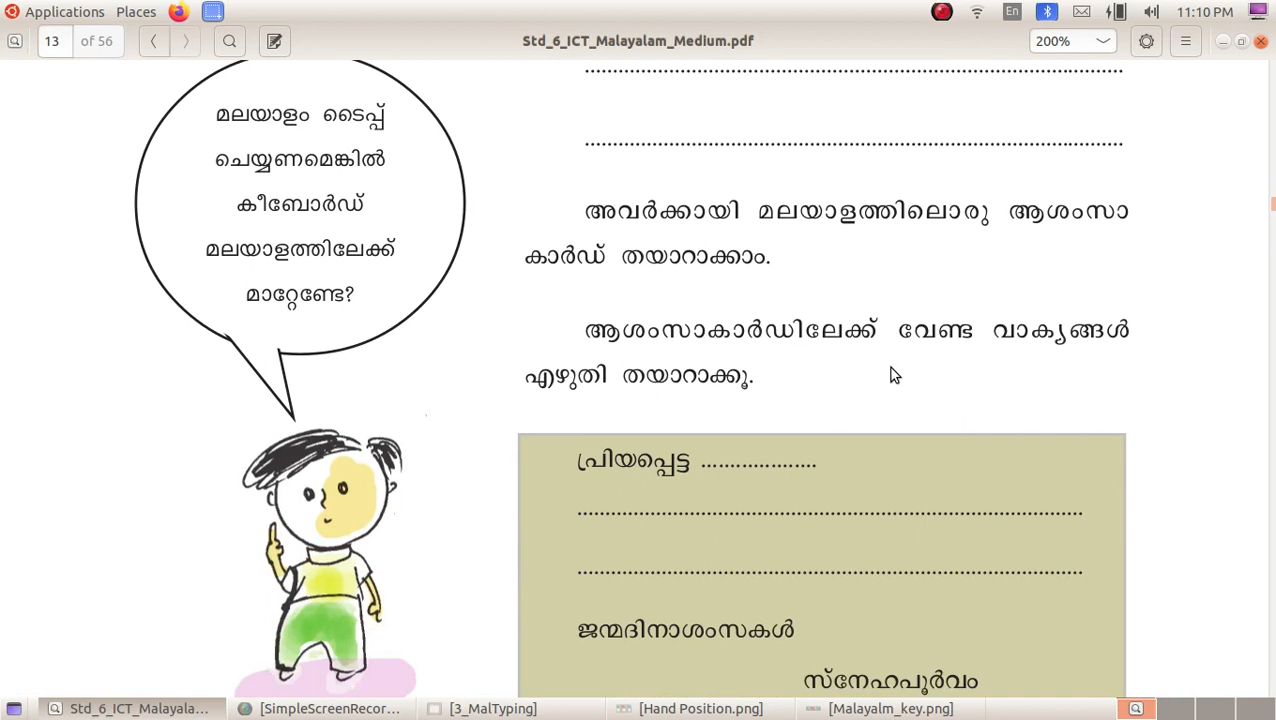 Applications Places En 11:10 PM
13 of 56 Std_6_ICT_Malayalam_Medium.pdf 200%
മലയാളം ടൈപ്പ്
ചെയ്യണമെങ്കിൽ
കീബോർഡ്
മലയാളത്തിലേക്ക്
മാറ്റേണ്ടേ?
..........................................................................................
..........................................................................................
അവർക്കായി മലയാളത്തിലൊരു ആശംസാ
കാർഡ് തയാറാക്കാം.
ആശംസാകാർഡിലേക്ക് വേണ്ട വാക്യങ്ങൾ
എഴുതി തയാറാക്കൂ.
പ്രിയപ്പെട്ട ....................
..........................................................................................
..........................................................................................
ജന്മദിനാശംസകൾ
സ്നേഹപൂർവം
Std_6_ICT_Malayala... [SimpleScreenRecor... [3_MalTyping] [Hand Position.png] [Malayalm_key.png]